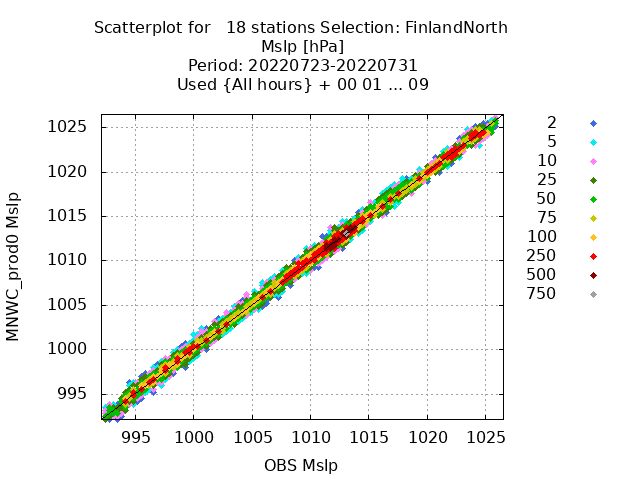 Scatterplot for   18 stations Selection: FinlandNorth
Mslp [hPa]
Period: 20220723-20220731
Used {All hours} + 00 01 ... 09
MNWC_prod0 Mslp
1025
1020
1015
1010
1005
1000
995
995 1000 1005 1010 1015 1020 1025
OBS Mslp
2
5
10
25
50
75
100
250
500
750